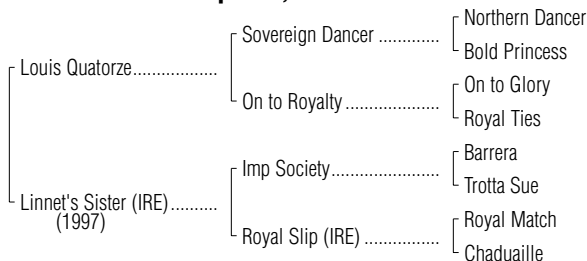 Northern Dancer
Sovereign Dancer .............
Bold Princess
Louis Quatorze...................
On to Glory
On to Royalty .....................
Royal Ties
Barrera
Imp Society........................
Trotta Sue
Linnet's Sister (IRE)..........
(1997)
Royal Match
Royal Slip (IRE) .................
Chaduaille